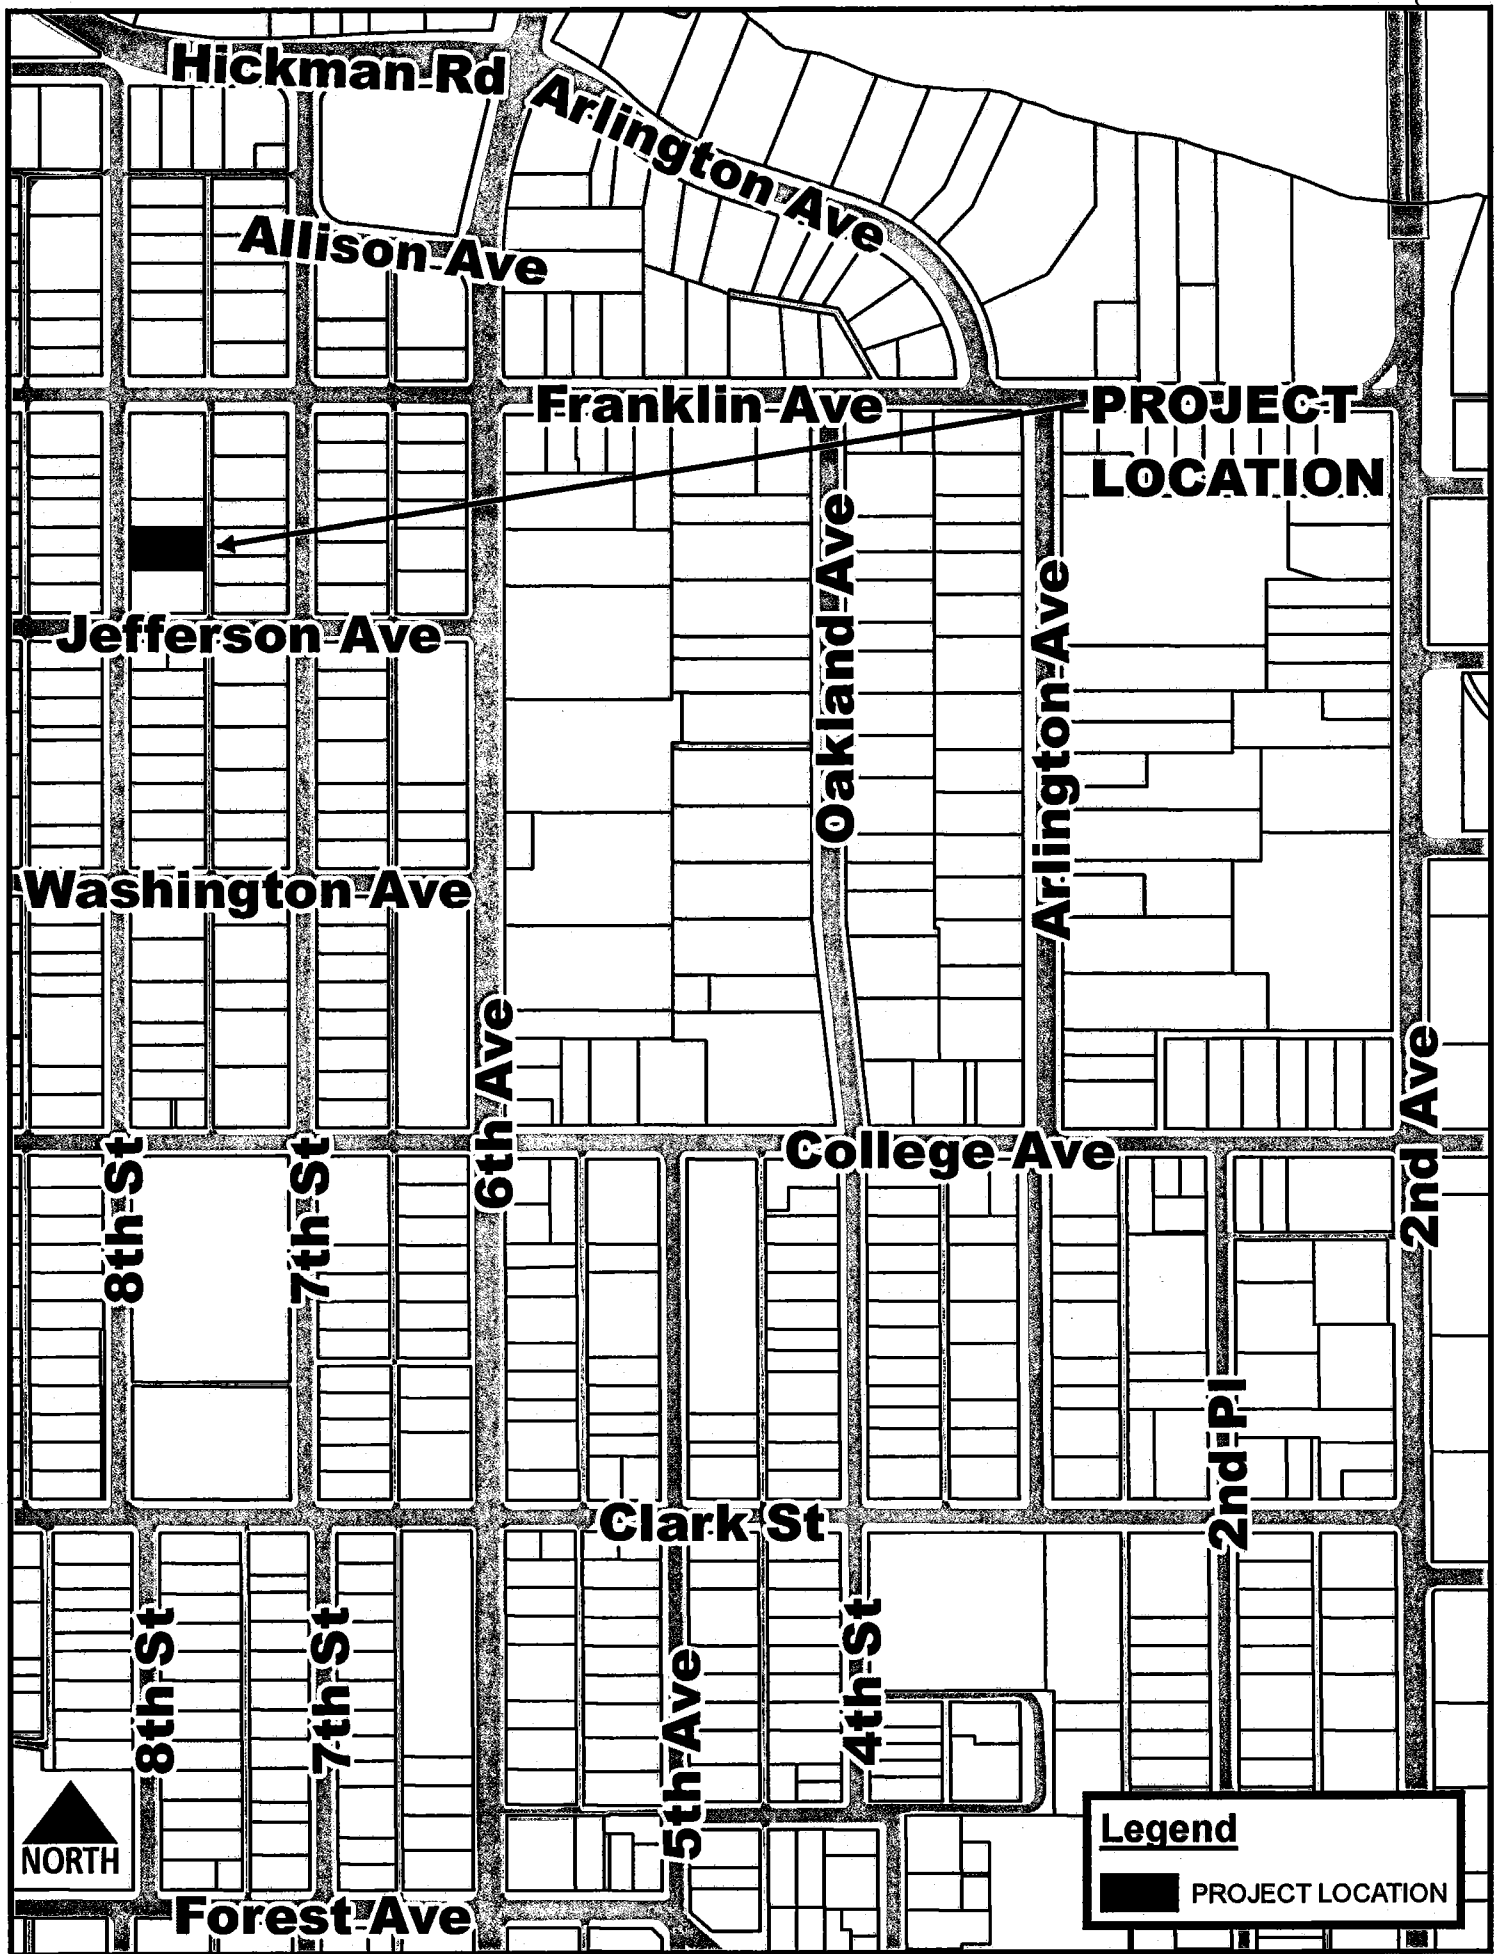 Hickman Rd
Arlington Ave
Allison Ave
Franklin Ave
PROJECT
LOCATION
Jefferson Ave
Oakland Ave
Arlington Ave
Washington Ave
6th Ave
2nd Ave
College Ave
8th St
7th St
2nd Pl
Clark St
8th St
7th St
5th Ave
4th St
NORTH
Legend
PROJECT LOCATION
Forest Ave